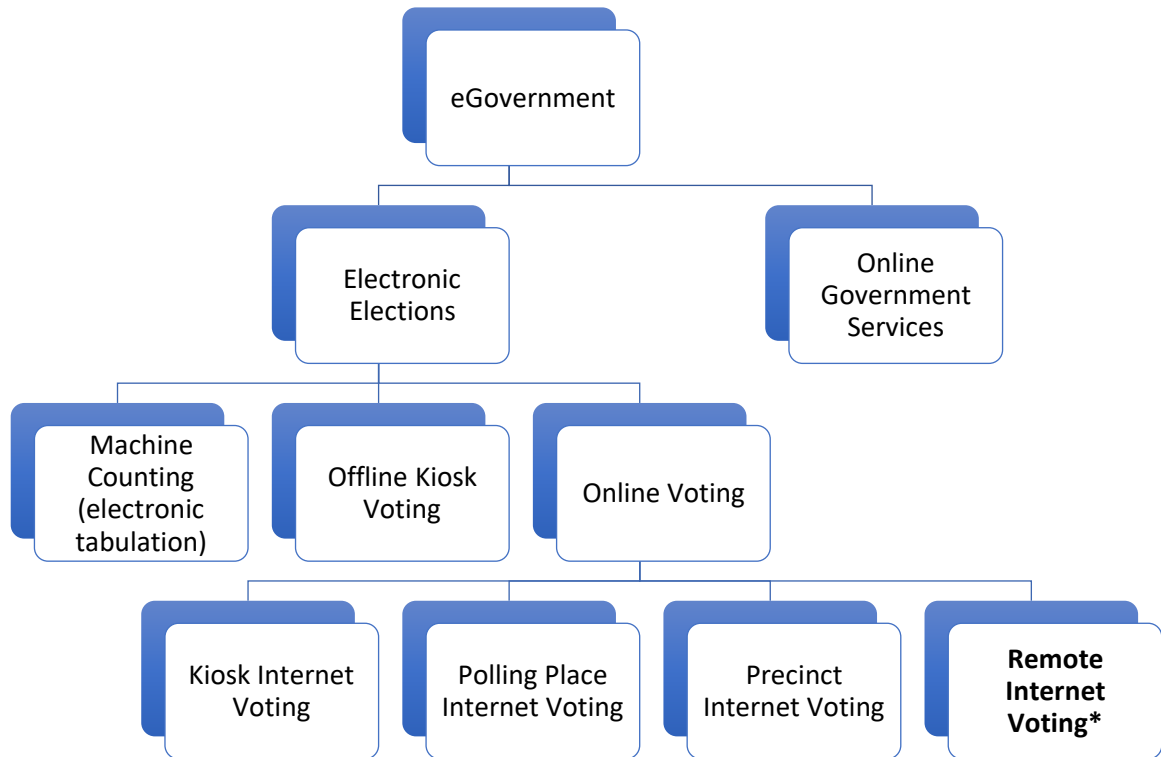 eGovernment
Electronic
Elections
Online
Government
Services
Machine
Counting
(electronic
tabulation)
Offline Kiosk
Voting
Online Voting
Kiosk Internet
Voting
Polling Place
Internet Voting
Precinct
Internet Voting
Remote
Internet
Voting*